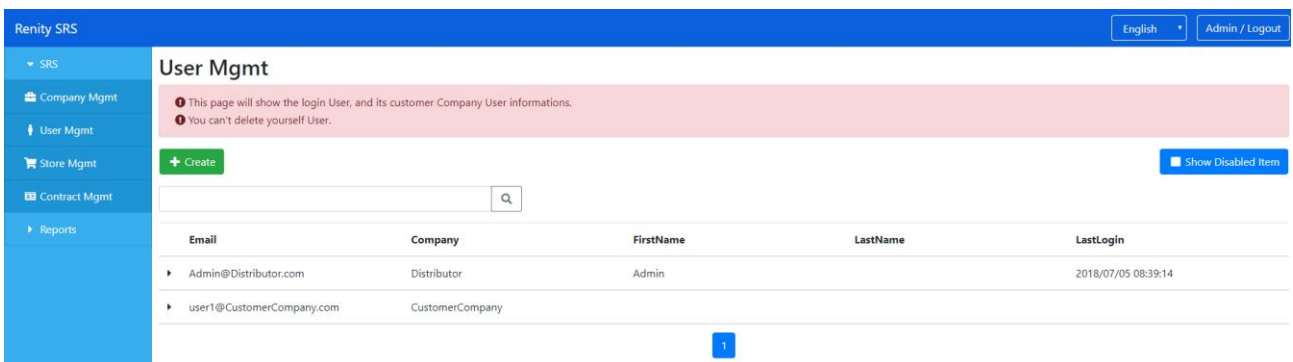 Renity SRS
English
Admin / Logout
SRS
Company Mgmt
User Mgmt
Store Mgmt
Contract Mgmt
Reports
User Mgmt
This page will show the login User, and its customer Company User informations.
You can't delete yourself User.
Create
Show Disabled Item
Email Company FirstName LastName LastLogin
Admin@Distributor.com Distributor Admin 2018/07/05 08:39:14
user1@CustomerCompany.com CustomerCompany
1